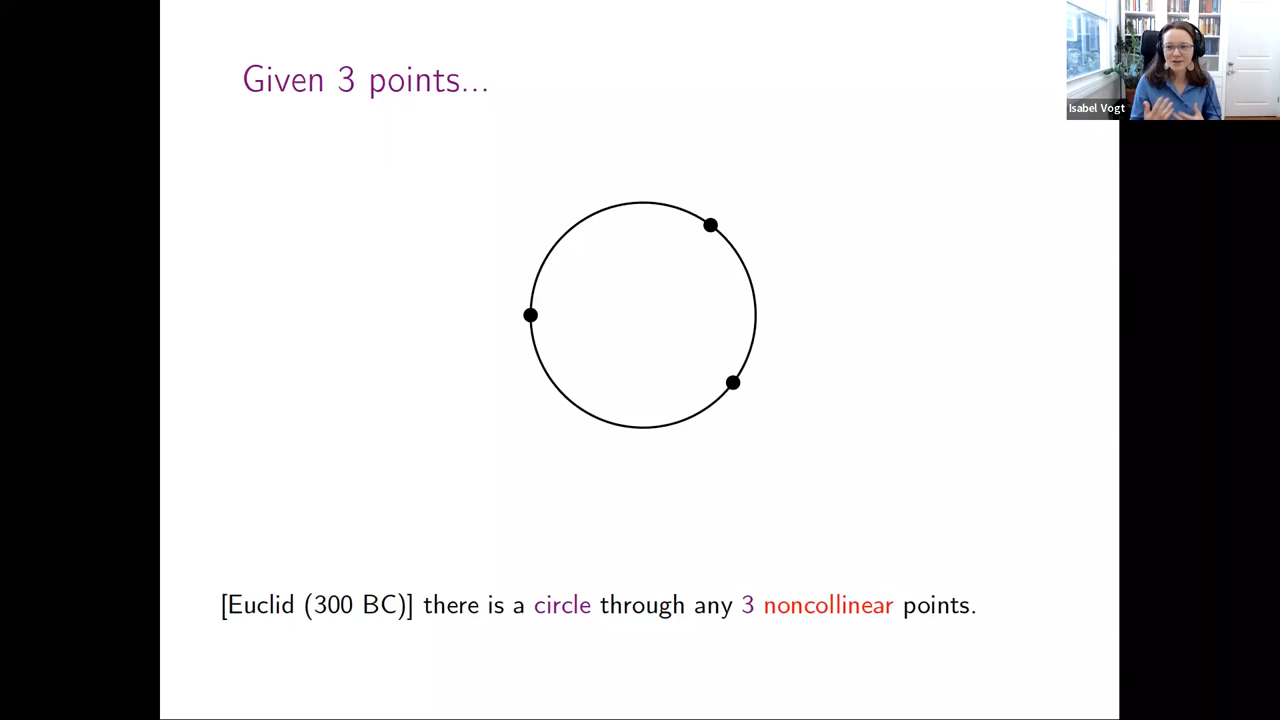 Given 3 points...
Isabel Vogt
[Euclid (300 BC)] there is a circle through any 3 noncollinear points.